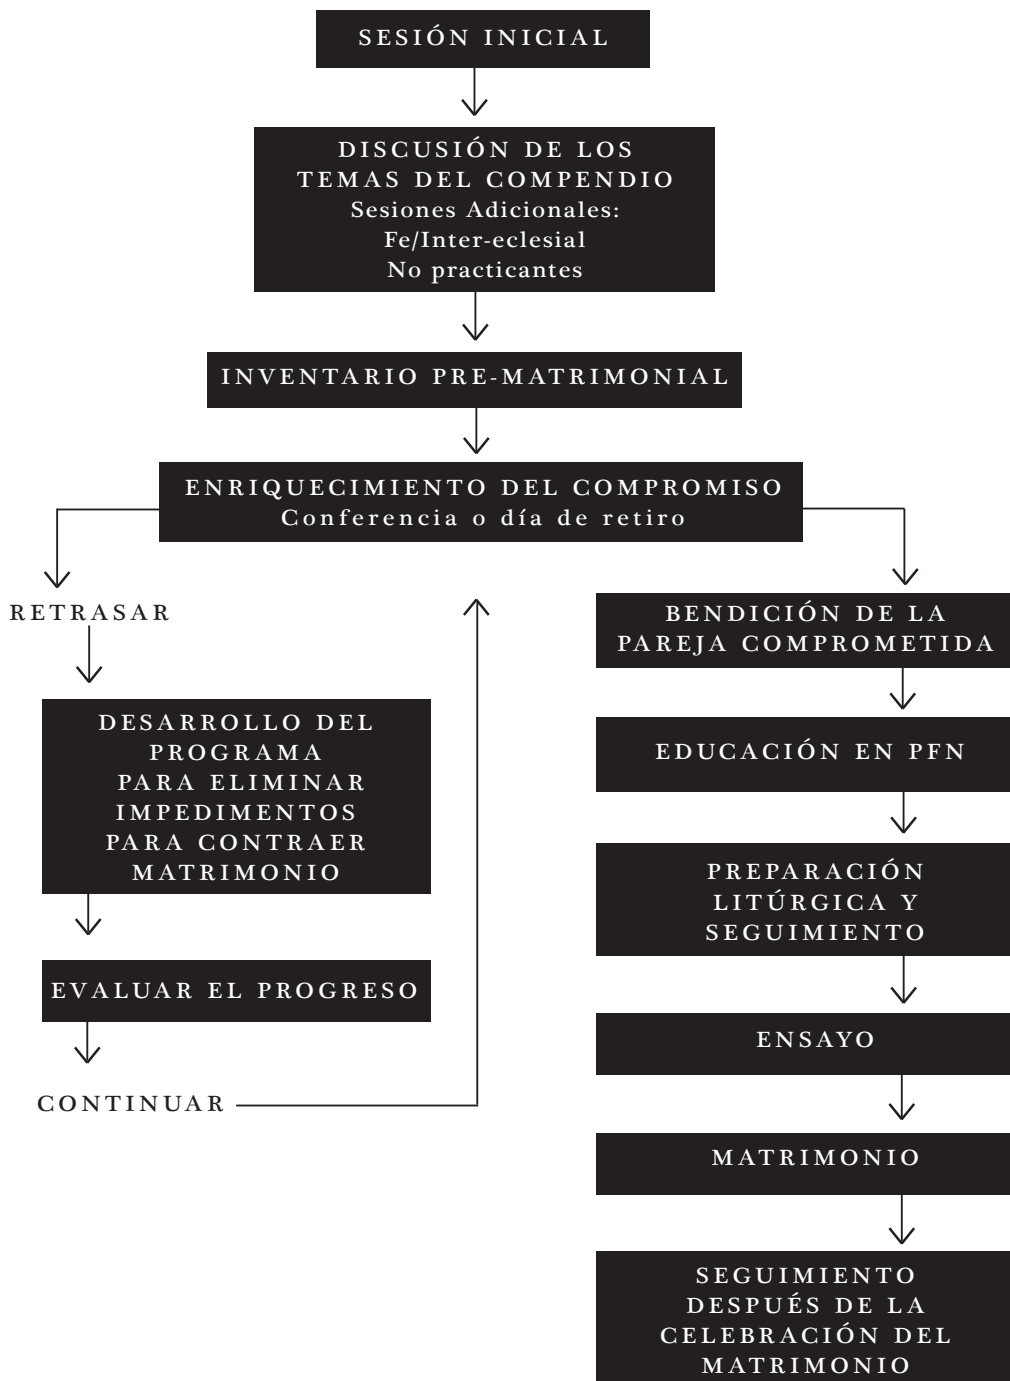 SESIÓN INICIAL
DISCUSIÓN DE LOS
TEMAS DEL COMPENDIO
Sesiones Adicionales:
Fe/Inter-eclesial
No practicantes
INVENTARIO PRE-MATRIMONIAL
ENRIQUECIMIENTO DEL COMPROMISO
Conferencia o día de retiro
RETRASAR
DESARROLLO DEL
PROGRAMA
PARA ELIMINAR
IMPEDIMENTOS
PARA CONTRAER
MATRIMONIO
EVALUAR EL PROGRESO
CONTINUAR
BENDICIÓN DE LA
PAREJA COMPROMETIDA
EDUCACIÓN EN PFN
PREPARACIÓN
LITÚRGICA Y
SEGUIMIENTO
ENSAYO
MATRIMONIO
SEGUIMIENTO
DESPUÉS DE LA
CELEBRACIÓN DEL
MATRIMONIO